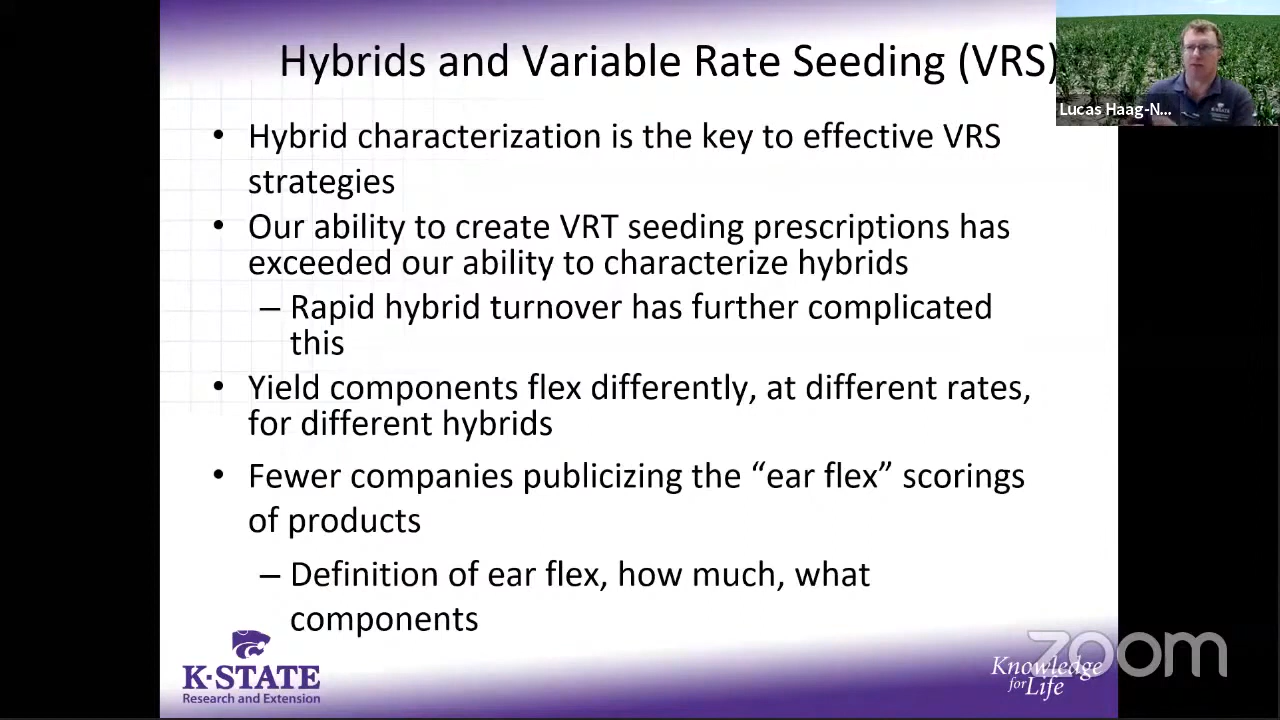 Hybrids and Variable Rate Seeding (VRS)
Lucas Haag-N...
• Hybrid characterization is the key to effective VRS
strategies
• Our ability to create VRT seeding prescriptions has
exceeded our ability to characterize hybrids
– Rapid hybrid turnover has further complicated
this
• Yield components flex differently, at different rates,
for different hybrids
• Fewer companies publicizing the “ear flex” scorings
of products
– Definition of ear flex, how much, what
components
K-STATE
Research and Extension
Knowledge
for Life
zoom